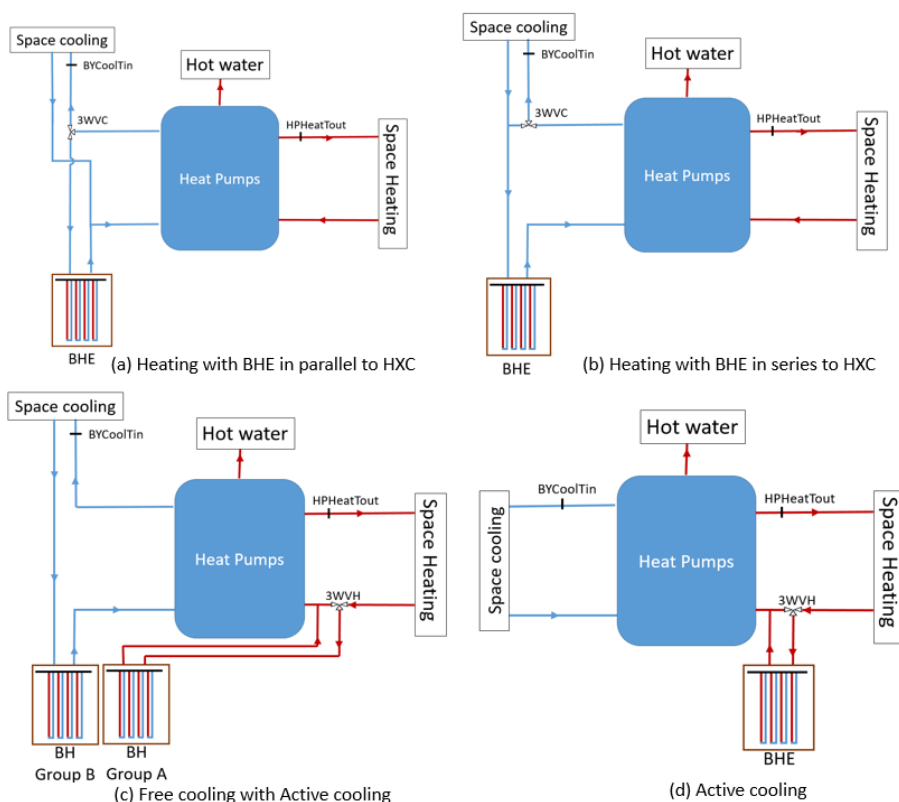 Space cooling
BYCoolTin
3WVC
Hot water
HPHeatTout
Heat Pumps
Space Heating
BHE
(a) Heating with BHE in parallel to HXC
Space cooling
BYCoolTin
3WVC
Hot water
HPHeatTout
Heat Pumps
Space Heating
BHE
(b) Heating with BHE in series to HXC
Space cooling
BYCoolTin
Hot water
HPHeatTout
Heat Pumps
Space Heating
3WVH
BH
Group B
BH
Group A
(c) Free cooling with Active cooling
Hot water
BYCoolTin
HPHeatTout
Space cooling
Heat Pumps
Space Heating
3WVH
BHE
(d) Active cooling